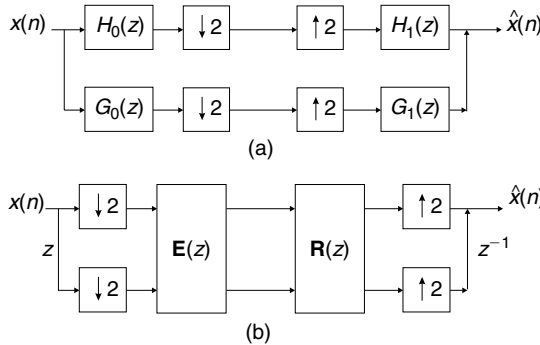 x(n) H₀(z) ↓2 ↑2 H₁(z) x̂(n)
G₀(z) ↓2 ↑2 G₁(z)
(a)
x(n) ↓2 ↑2 x̂(n)
z E(z) R(z) z⁻¹
↓2 ↑2
(b)